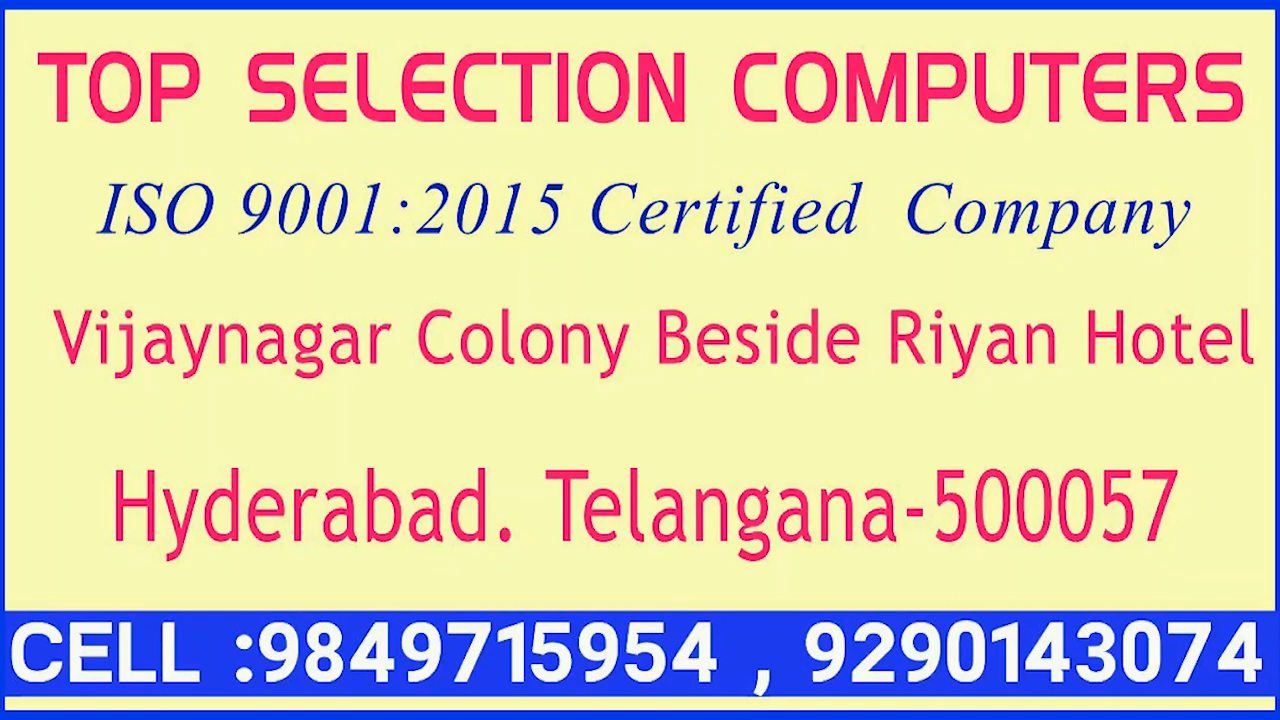 TOP SELECTION COMPUTERS
ISO 9001:2015 Certified Company
Vijaynagar Colony Beside Riyan Hotel
Hyderabad. Telangana-500057
CELL :9849715954 , 9290143074